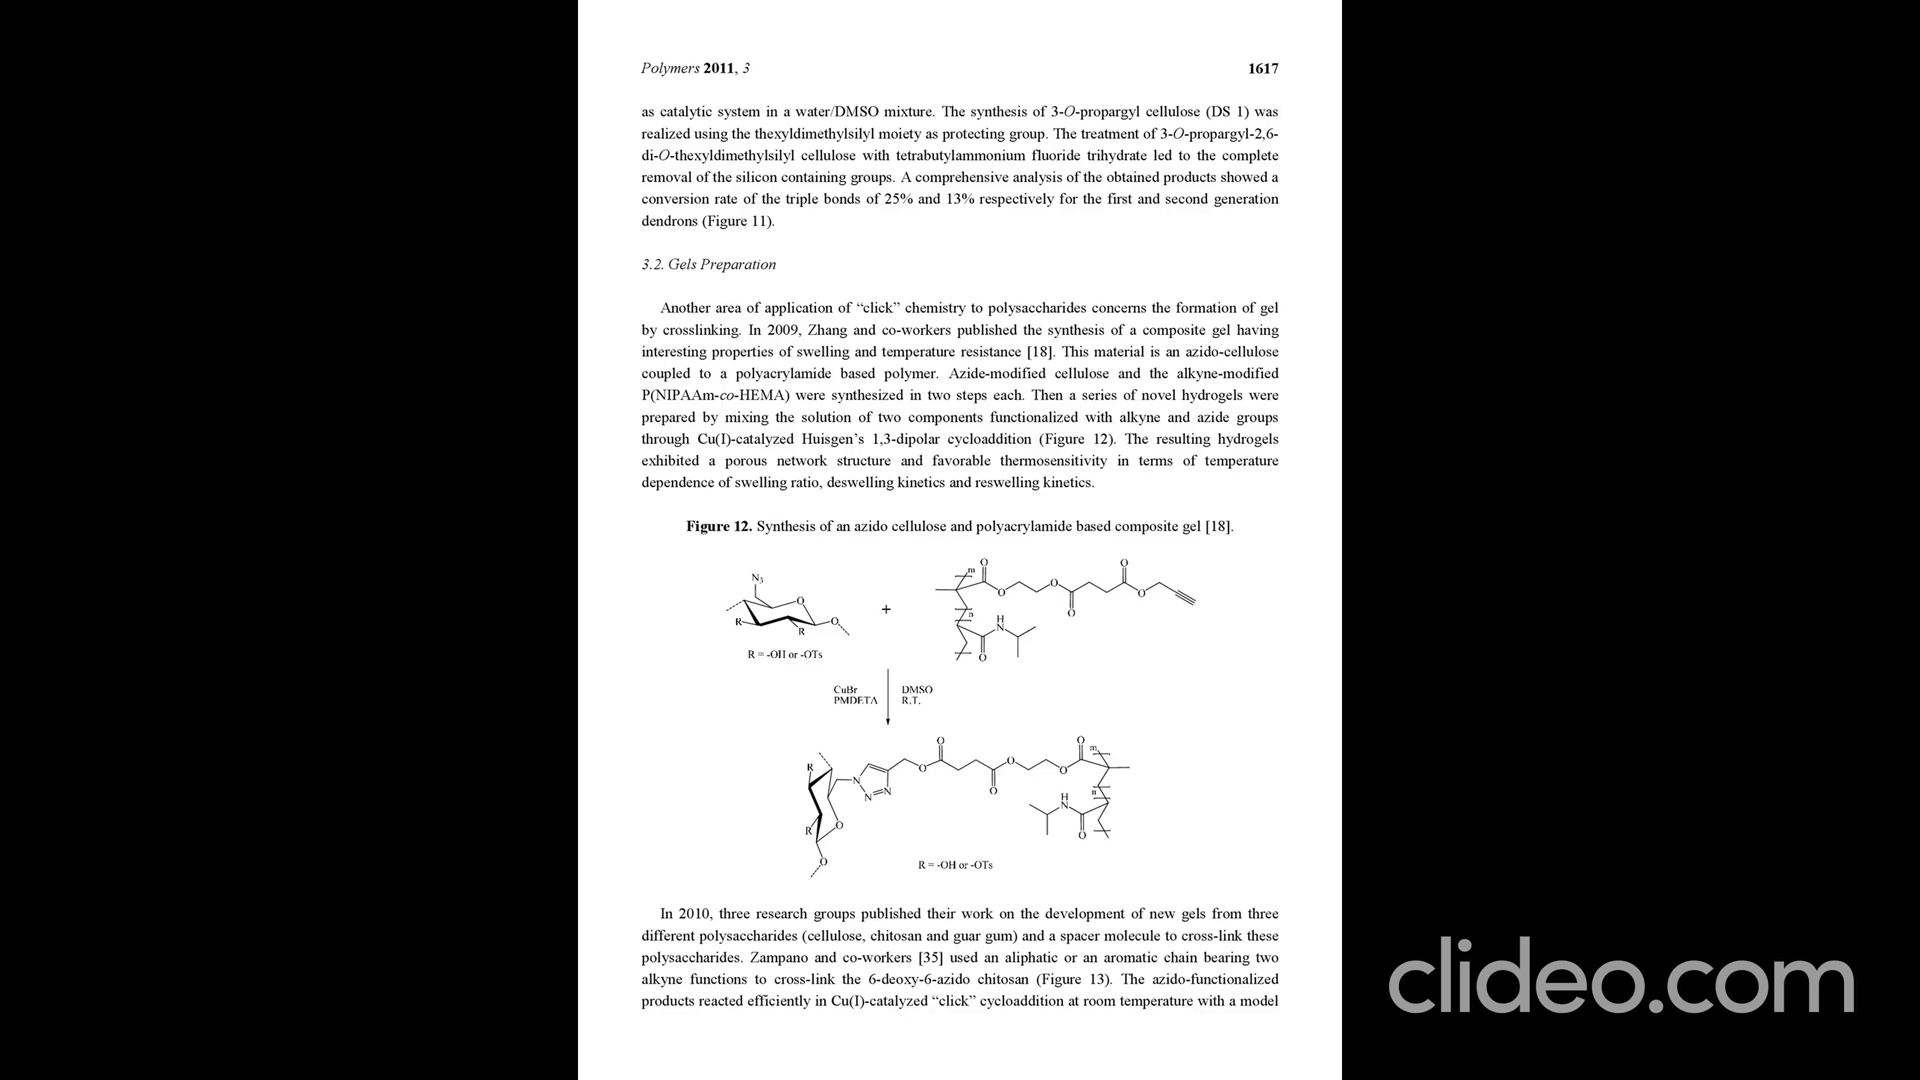 Polymers 2011, 3 1617
as catalytic system in a water/DMSO mixture. The synthesis of 3-O-propargyl cellulose (DS 1) was
realized using the thexyldimethylsilyl moiety as protecting group. The treatment of 3-O-propargyl-2,6-
di-O-thexyldimethylsilyl cellulose with tetrabutylammonium fluoride trihydrate led to the complete
removal of the silicon containing groups. A comprehensive analysis of the obtained products showed a
conversion rate of the triple bonds of 25% and 13% respectively for the first and second generation
dendrons (Figure 11).
3.2. Gels Preparation
Another area of application of “click” chemistry to polysaccharides concerns the formation of gel
by crosslinking. In 2009, Zhang and co-workers published the synthesis of a composite gel having
interesting properties of swelling and temperature resistance [18]. This material is an azido-cellulose
coupled to a polyacrylamide based polymer. Azide-modified cellulose and the alkyne-modified
P(NIPAAm-co-HEMA) were synthesized in two steps each. Then a series of novel hydrogels were
prepared by mixing the solution of two components functionalized with alkyne and azide groups
through Cu(I)-catalyzed Huisgen’s 1,3-dipolar cycloaddition (Figure 12). The resulting hydrogels
exhibited a porous network structure and favorable thermosensitivity in terms of temperature
dependence of swelling ratio, deswelling kinetics and reswelling kinetics.
Figure 12. Synthesis of an azido cellulose and polyacrylamide based composite gel [18].
N3
O
R
R
O
R = -OH or -OTs
+
m
O
O
O
O
O
O
n
H
N
O
CuBr
PMDETA
DMSO
R.T.
R
R
O
O
N
N
N
O
O
O
O
O
O
m
n
H
N
O
R = -OH or -OTs
In 2010, three research groups published their work on the development of new gels from three
different polysaccharides (cellulose, chitosan and guar gum) and a spacer molecule to cross-link these
polysaccharides. Zampano and co-workers [35] used an aliphatic or an aromatic chain bearing two
alkyne functions to cross-link the 6-deoxy-6-azido chitosan (Figure 13). The azido-functionalized
products reacted efficiently in Cu(I)-catalyzed “click” cycloaddition at room temperature with a model
clideo.com